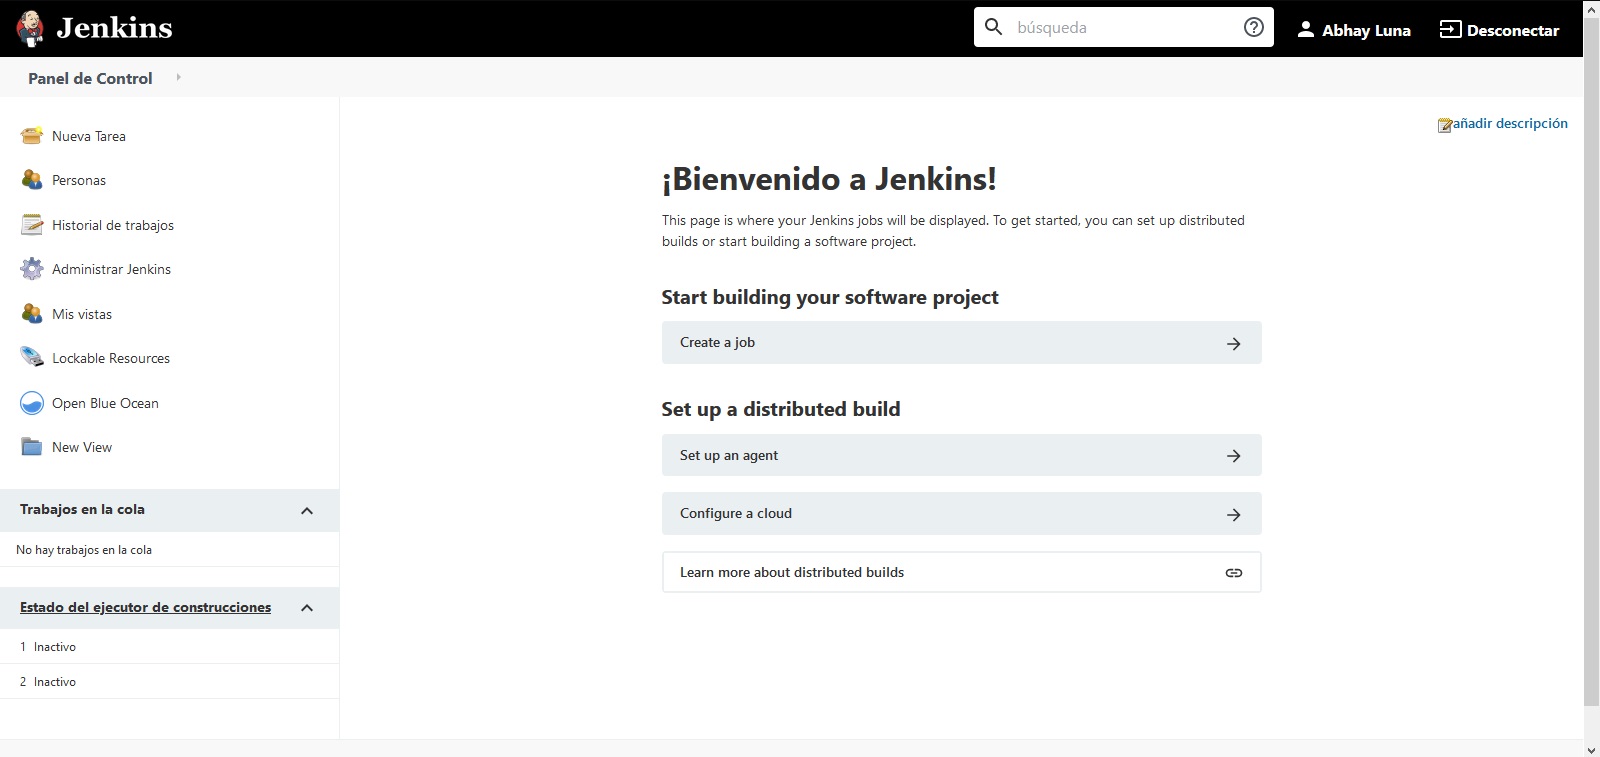 Jenkins
búsqueda
Abhay Luna
Desconectar
Panel de Control
Nueva Tarea
Personas
Historial de trabajos
Administrar Jenkins
Mis vistas
Lockable Resources
Open Blue Ocean
New View
Trabajos en la cola
No hay trabajos en la cola
Estado del ejecutor de construcciones
1 Inactivo
2 Inactivo
añadir descripción
¡Bienvenido a Jenkins!
This page is where your Jenkins jobs will be displayed. To get started, you can set up distributed
builds or start building a software project.
Start building your software project
Create a job
Set up a distributed build
Set up an agent
Configure a cloud
Learn more about distributed builds